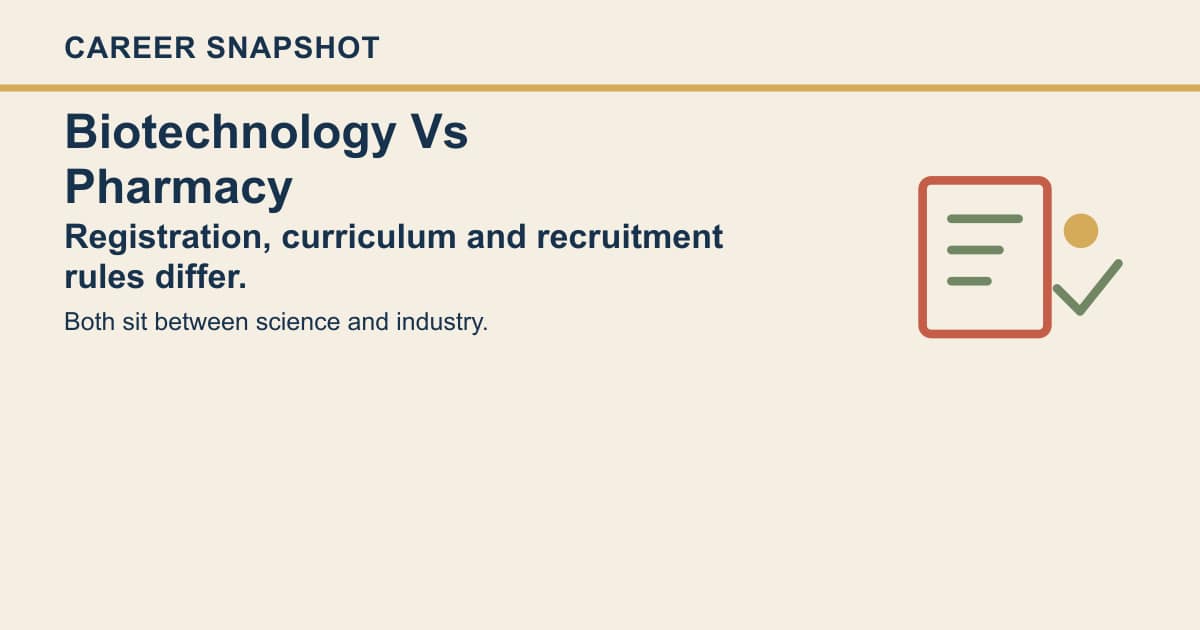 CAREER SNAPSHOT
Biotechnology Vs
Pharmacy
Registration, curriculum and recruitment
rules differ.
Both sit between science and industry.